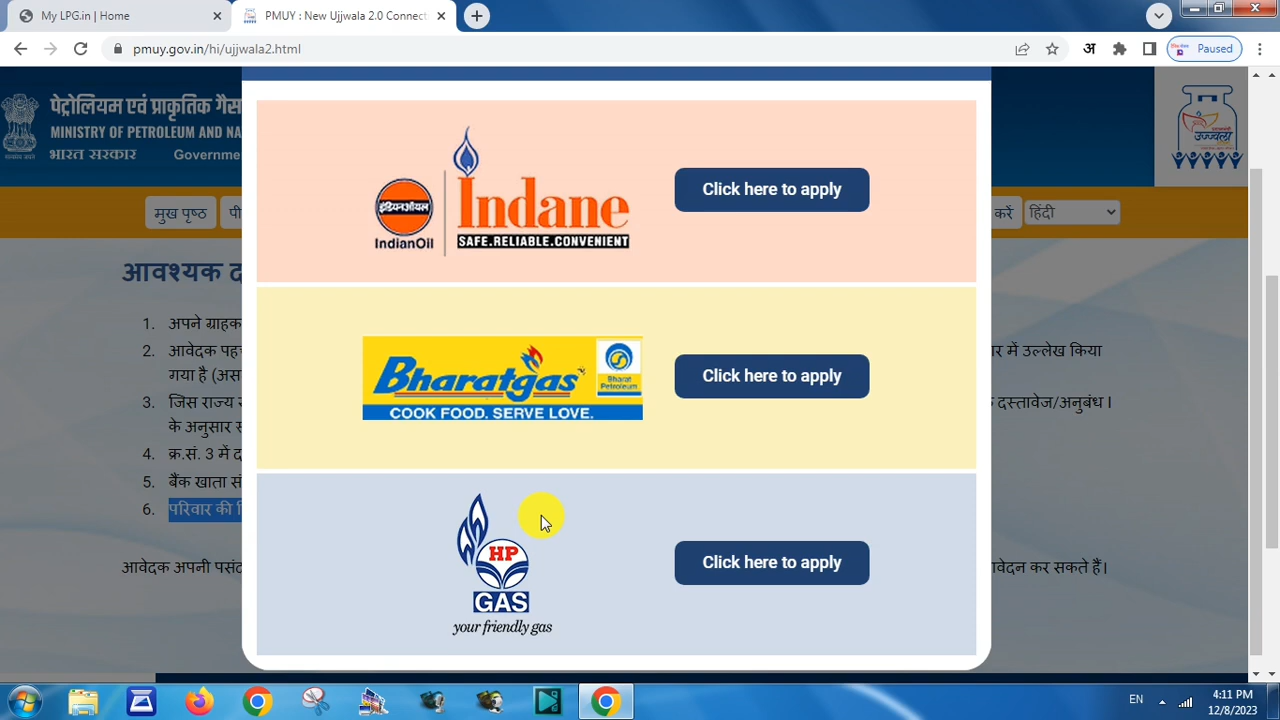 My LPG.in | Home
PMUY : New Ujjwala 2.0 Connect
pmuy.gov.in/hi/ujjwala2.html
अ
Paused
पेट्रोलियम एवं प्राकृतिक गैस
MINISTRY OF PETROLEUM AND NA
भारत सरकार Governme
उज्ज्वला
मुख पृष्ठ
पी
करें
हिंदी
Indane
इंडियनऑयल
IndianOil
SAFE.RELIABLE.CONVENIENT
Click here to apply
आवश्यक द
1. अपने ग्राहक
2. आवेदक पह
ार में उल्लेख किया
गया है (अस
3. जिस राज्य
क दस्तावेज/अनुबंध I
के अनुसार स
4. क्र.सं. 3 में द
5. बैंक खाता सं
6. परिवार की
Bharatgas
Bharat
Petroleum
COOK FOOD. SERVE LOVE.
Click here to apply
HP
GAS
your friendly gas
Click here to apply
आवेदक अपनी पसंद
वेदन कर सकते हैं।
EN
4:11 PM
12/8/2023